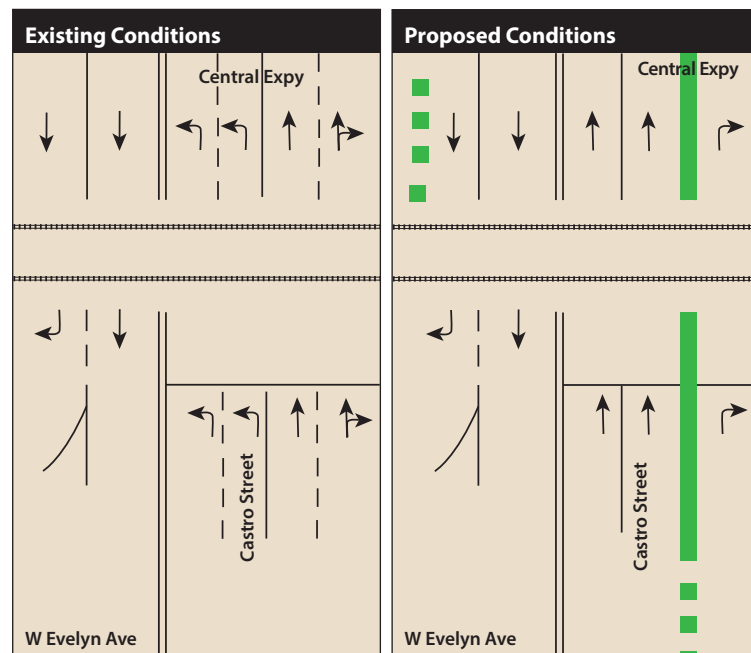 Existing Conditions
Central Expy
Castro Street
W Evelyn Ave
Proposed Conditions
Central Expy
Castro Street
W Evelyn Ave